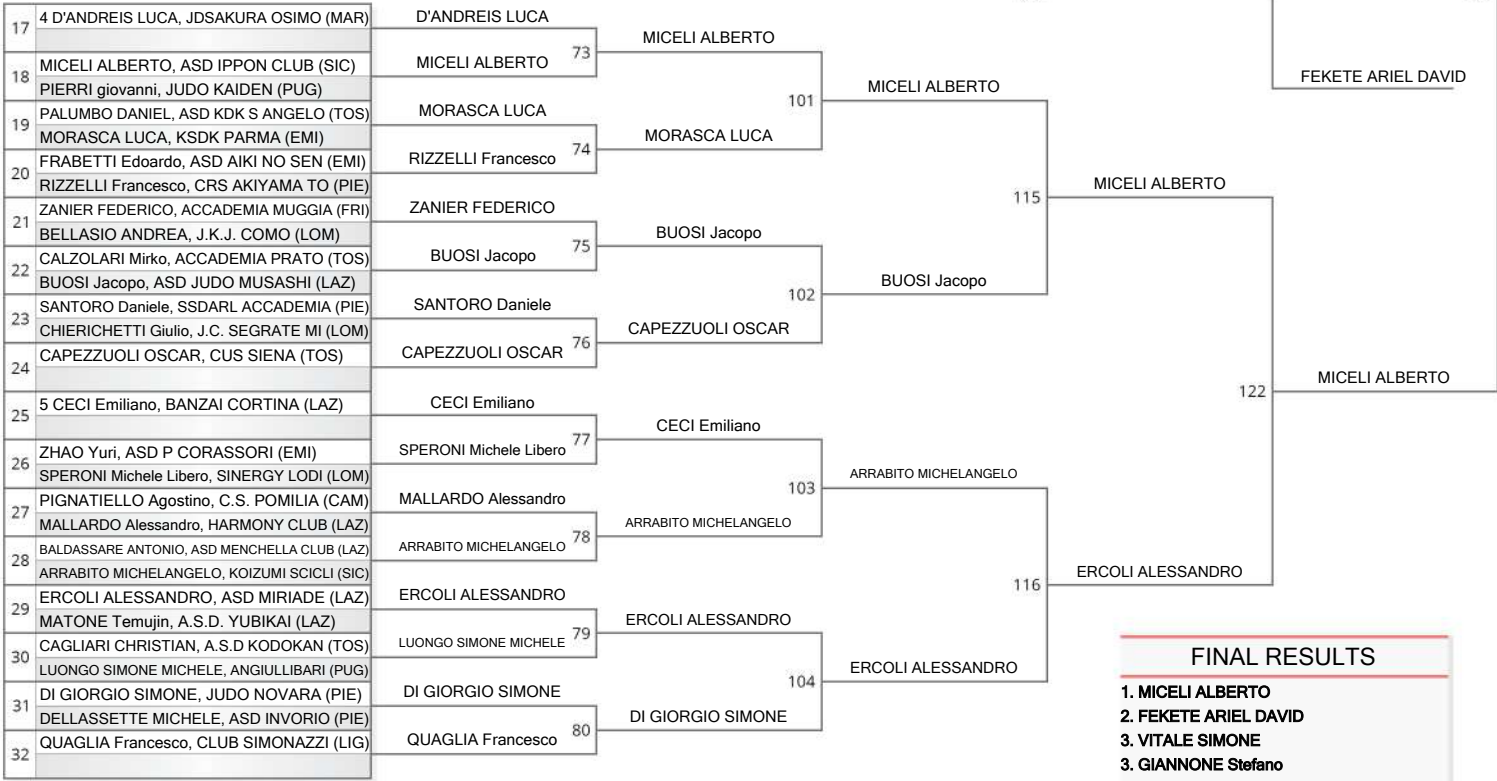 17
4 D'ANDREIS LUCA, JDSAKURA OSIMO (MAR)
18
MICELI ALBERTO, ASD IPPON CLUB (SIC)
PIERRI giovanni, JUDO KAIDEN (PUG)
19
PALUMBO DANIEL, ASD KDK S ANGELO (TOS)
MORASCA LUCA, KSDK PARMA (EMI)
20
FRABETTI Edoardo, ASD AIKI NO SEN (EMI)
RIZZELLI Francesco, CRS AKIYAMA TO (PIE)
21
ZANIER FEDERICO, ACCADEMIA MUGGIA (FRI)
BELLASIO ANDREA, J.K.J. COMO (LOM)
22
CALZOLARI Mirko, ACCADEMIA PRATO (TOS)
BUOSI Jacopo, ASD JUDO MUSASHI (LAZ)
23
SANTORO Daniele, SSDARL ACCADEMIA (PIE)
CHIERICHETTI Giulio, J.C. SEGRATE MI (LOM)
24
CAPEZZUOLI OSCAR, CUS SIENA (TOS)
25
5 CECI Emiliano, BANZAI CORTINA (LAZ)
26
ZHAO Yuri, ASD P CORASSORI (EMI)
SPERONI Michele Libero, SINERGY LODI (LOM)
27
PIGNATIELLO Agostino, C.S. POMILIA (CAM)
MALLARDO Alessandro, HARMONY CLUB (LAZ)
28
BALDASSARE ANTONIO, ASD MENCHELLA CLUB (LAZ)
ARRABITO MICHELANGELO, KOIZUMI SCICLI (SIC)
29
ERCOLI ALESSANDRO, ASD MIRIADE (LAZ)
MATONE Temujin, A.S.D. YUBIKAI (LAZ)
30
CAGLIARI CHRISTIAN, A.S.D KODOKAN (TOS)
LUONGO SIMONE MICHELE, ANGIULLIBARI (PUG)
31
DI GIORGIO SIMONE, JUDO NOVARA (PIE)
DELLASSETTE MICHELE, ASD INVORIO (PIE)
32
QUAGLIA Francesco, CLUB SIMONAZZI (LIG)
D'ANDREIS LUCA
73
MICELI ALBERTO
MORASCA LUCA
74
RIZZELLI Francesco
ZANIER FEDERICO
75
BUOSI Jacopo
SANTORO Daniele
76
CAPEZZUOLI OSCAR
CECI Emiliano
77
SPERONI Michele Libero
MALLARDO Alessandro
78
ARRABITO MICHELANGELO
ERCOLI ALESSANDRO
79
LUONGO SIMONE MICHELE
DI GIORGIO SIMONE
80
QUAGLIA Francesco
MICELI ALBERTO
101
MORASCA LUCA
BUOSI Jacopo
102
CAPEZZUOLI OSCAR
CECI Emiliano
103
ARRABITO MICHELANGELO
ERCOLI ALESSANDRO
104
DI GIORGIO SIMONE
MICELI ALBERTO
115
BUOSI Jacopo
ARRABITO MICHELANGELO
116
ERCOLI ALESSANDRO
MICELI ALBERTO
122
ERCOLI ALESSANDRO
FEKETE ARIEL DAVID
MICELI ALBERTO
FINAL RESULTS
1. MICELI ALBERTO
2. FEKETE ARIEL DAVID
3. VITALE SIMONE
3. GIANNONE Stefano